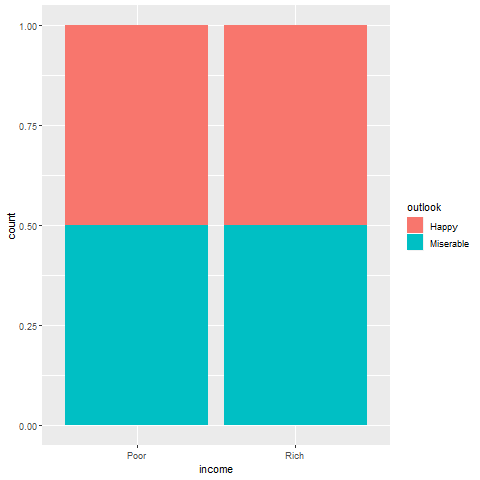 1.00
0.75
0.50
0.25
0.00
count
Poor
Rich
income
outlook
Happy
Miserable